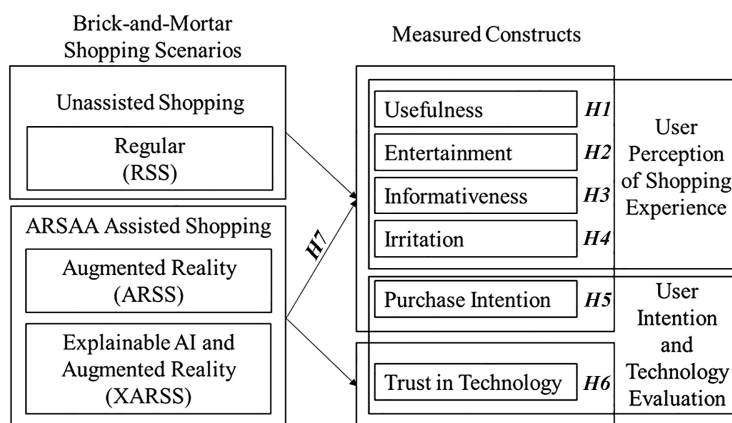 Brick-and-Mortar
Shopping Scenarios
Unassisted Shopping
Regular
(RSS)
ARSAA Assisted Shopping
Augmented Reality
(ARSS)
Explainable AI and
Augmented Reality
(XARSS)
H7
Measured Constructs
Usefulness H1
Entertainment H2
Informativeness H3
Irritation H4
Purchase Intention H5
Trust in Technology H6
User
Perception
of Shopping
Experience
User
Intention
and
Technology
Evaluation